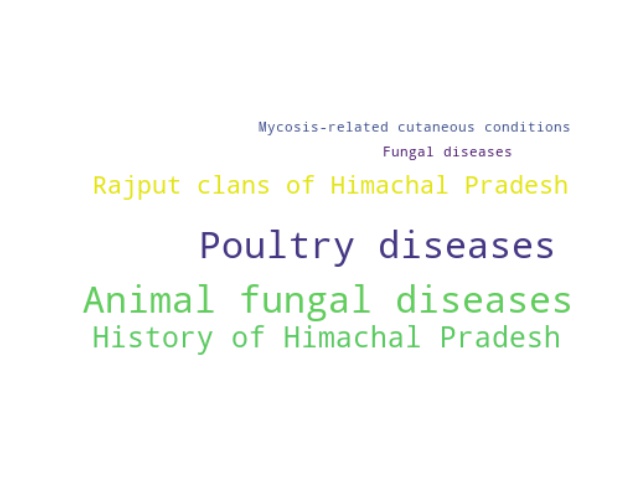 Mycosis-related cutaneous conditions
Fungal diseases
Rajput clans of Himachal Pradesh
Poultry diseases
Animal fungal diseases
History of Himachal Pradesh